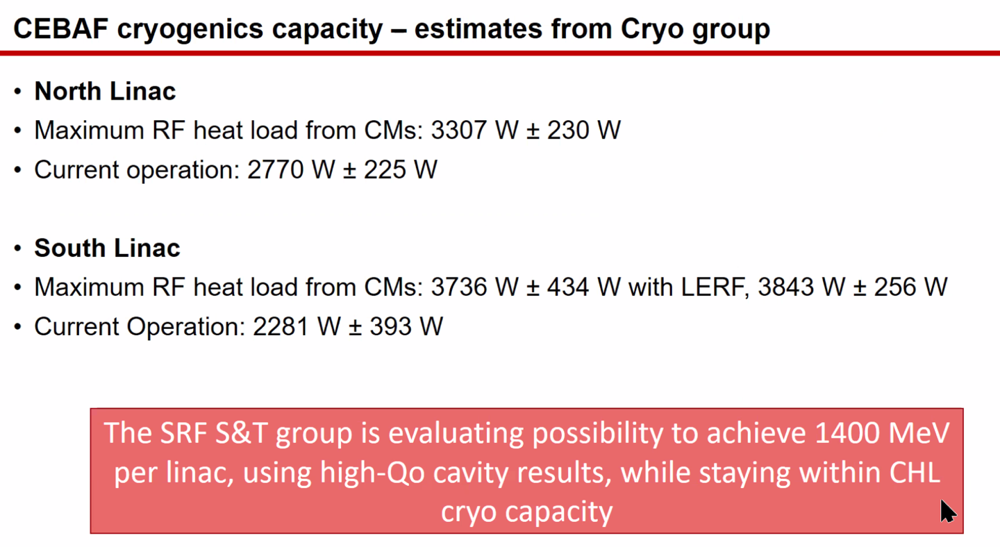 CEBAF cryogenics capacity – estimates from Cryo group
• North Linac
• Maximum RF heat load from CMs: 3307 W ± 230 W
• Current operation: 2770 W ± 225 W
• South Linac
• Maximum RF heat load from CMs: 3736 W ± 434 W with LERF, 3843 W ± 256 W
• Current Operation: 2281 W ± 393 W
The SRF S&T group is evaluating possibility to achieve 1400 MeV
per linac, using high-Qo cavity results, while staying within CHL
cryo capacity